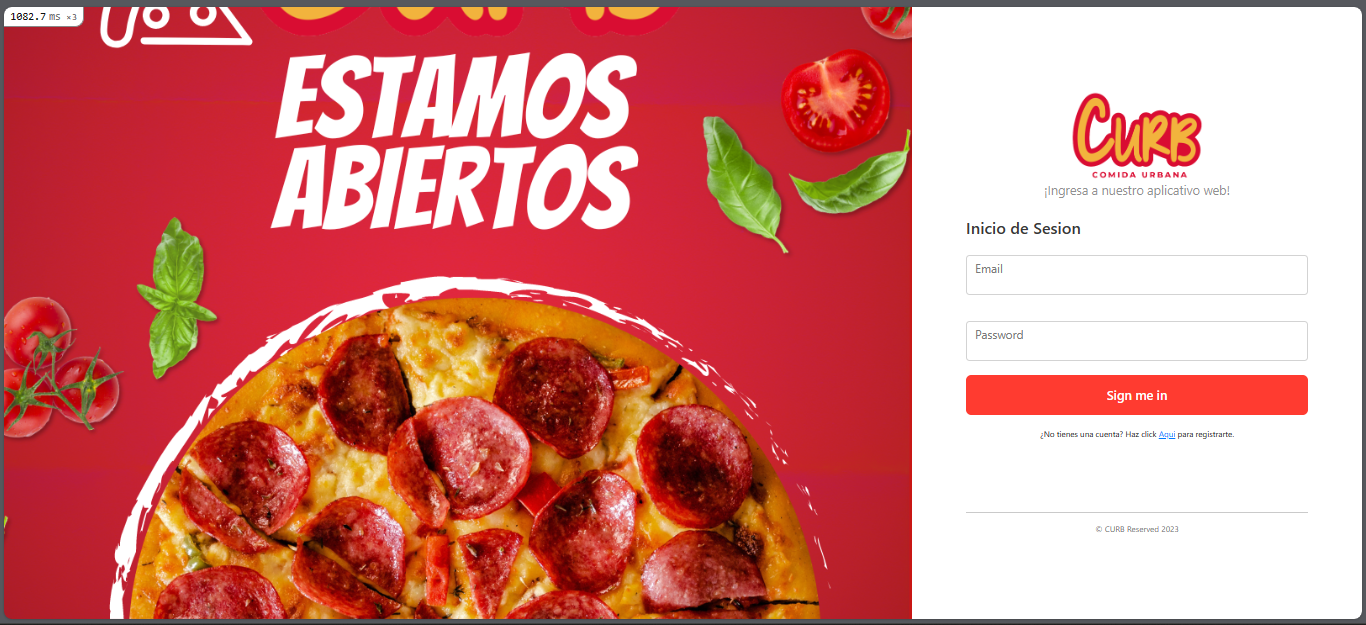 1082.7 ms ×3
ESTAMOS
ABIERTOS
CURB
COMIDA URBANA
¡Ingresa a nuestro aplicativo web!
Inicio de Sesion
Email
Password
Sign me in
¿No tienes una cuenta? Haz click Aqui para registrarte.
© CURB Reserved 2023